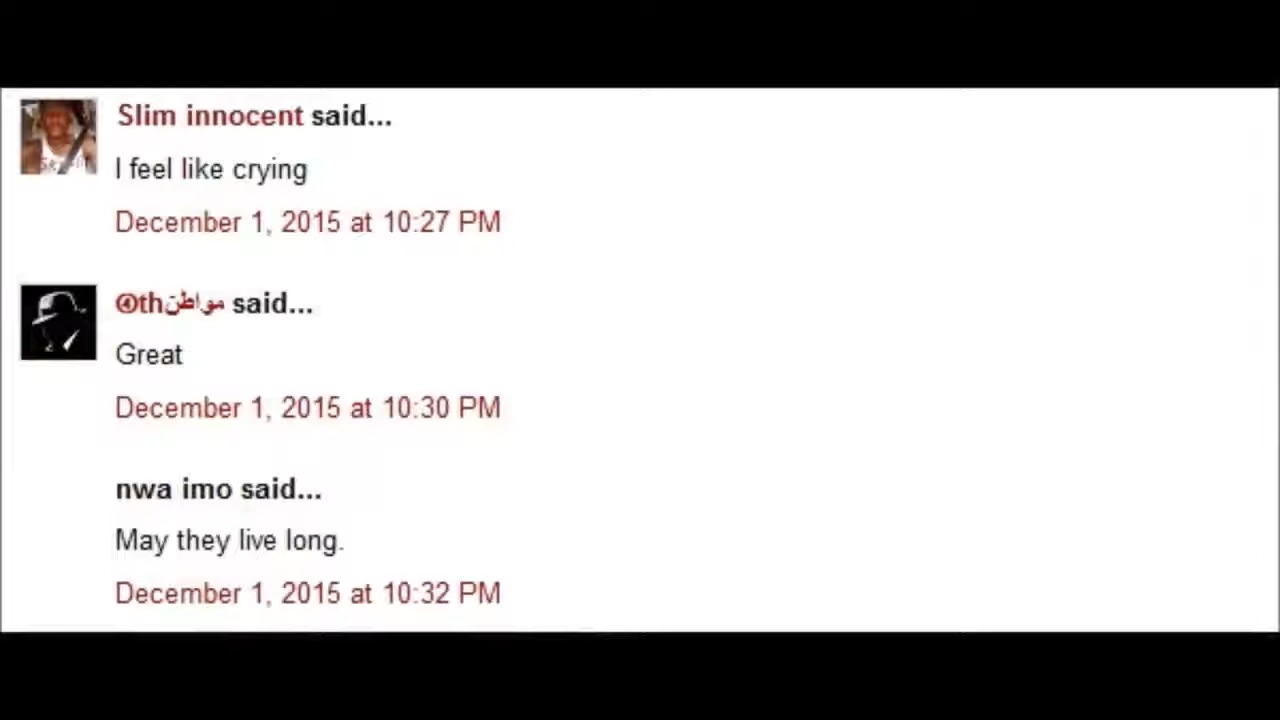 Slim innocent said...
I feel like crying
December 1, 2015 at 10:27 PM
④thمواطن said...
Great
December 1, 2015 at 10:30 PM
nwa imo said...
May they live long.
December 1, 2015 at 10:32 PM